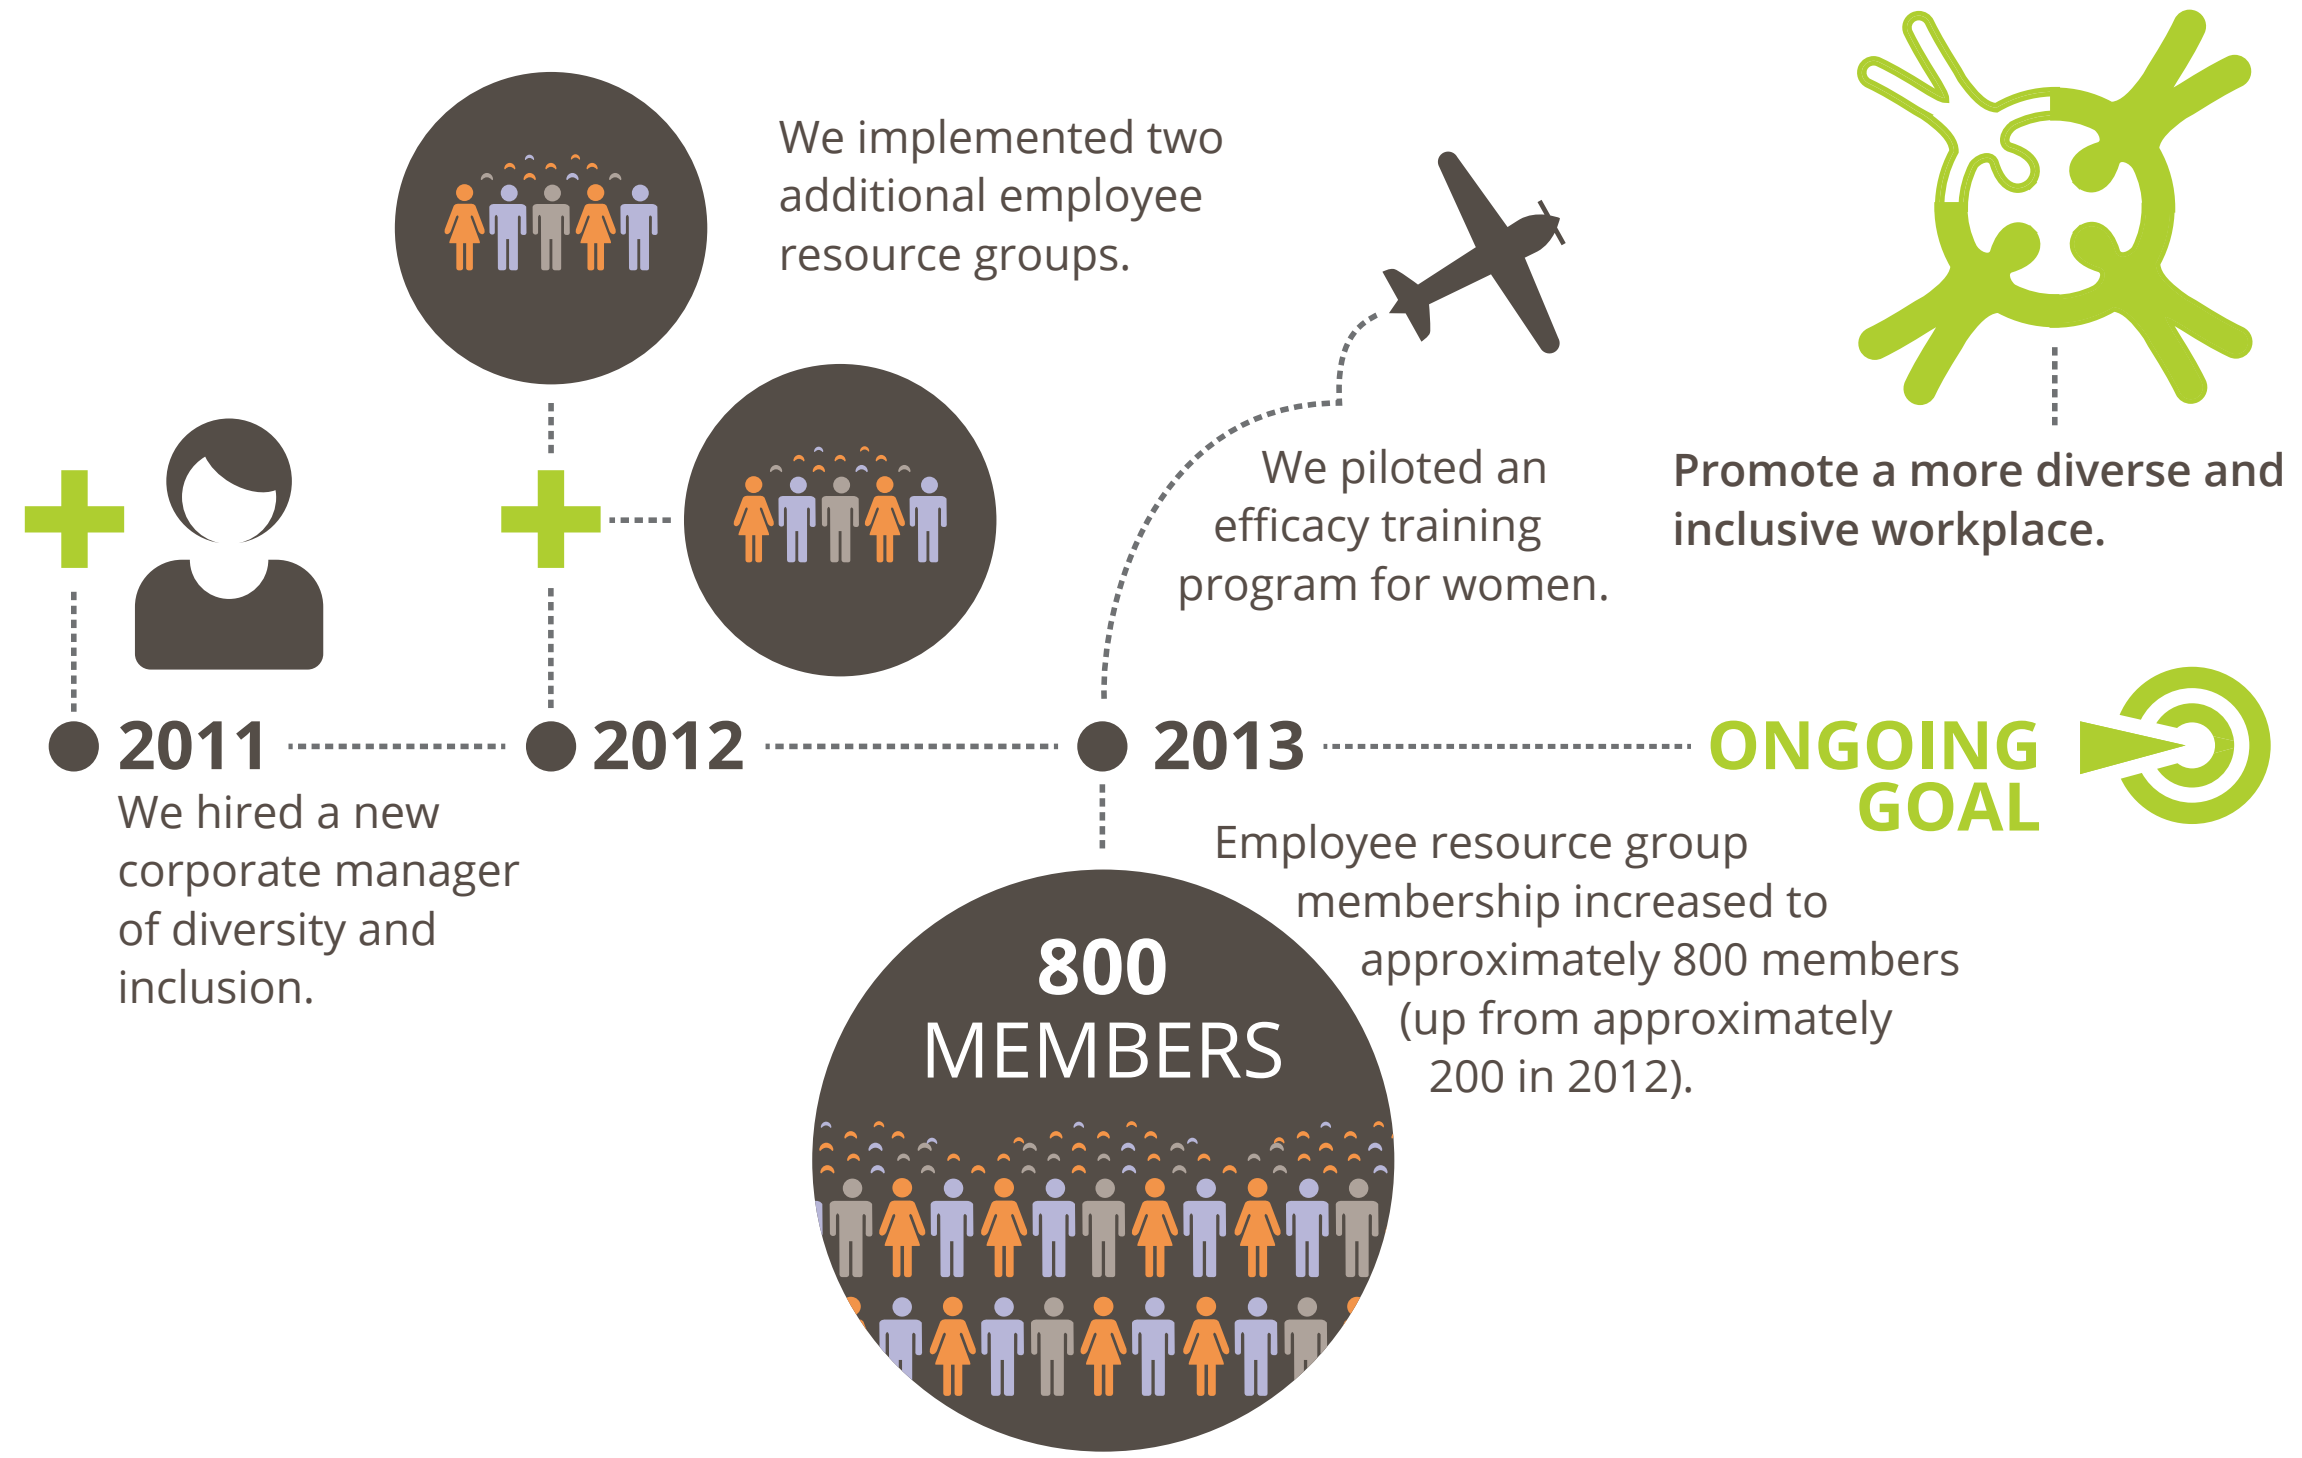 We implemented two
additional employee
resource groups.
We piloted an
efficacy training
program for women.
Promote a more diverse and
inclusive workplace.
2011
We hired a new
corporate manager
of diversity and
inclusion.
2012
2013
Employee resource group
membership increased to
approximately 800 members
(up from approximately
200 in 2012).
800
MEMBERS
ONGOING
GOAL